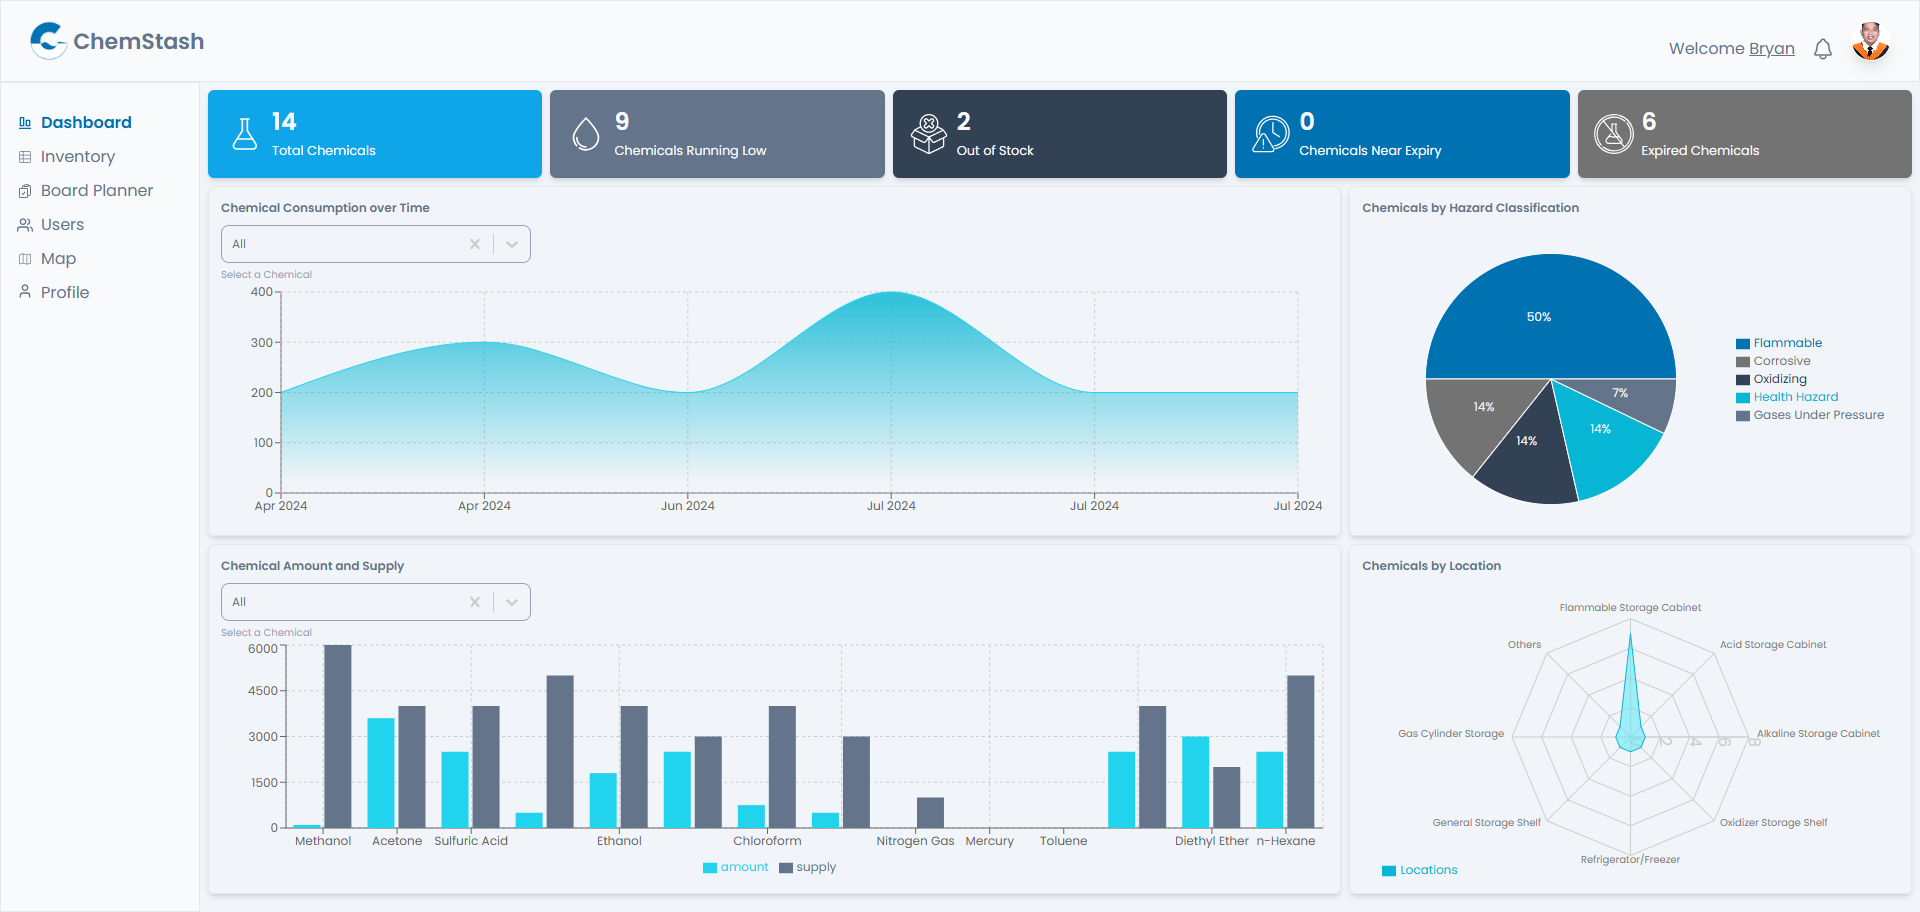 ChemStash
Welcome Bryan
Dashboard
Inventory
Board Planner
Users
Map
Profile
14
Total Chemicals
9
Chemicals Running Low
2
Out of Stock
0
Chemicals Near Expiry
6
Expired Chemicals
Chemical Consumption over Time
All
Select a Chemical
400
300
200
100
0
Apr 2024
Apr 2024
Jun 2024
Jul 2024
Jul 2024
Jul 2024
Chemicals by Hazard Classification
50%
14%
14%
14%
7%
Flammable
Corrosive
Oxidizing
Health Hazard
Gases Under Pressure
Chemical Amount and Supply
All
Select a Chemical
6000
4500
3000
1500
0
Methanol
Acetone
Sulfuric Acid
Ethanol
Chloroform
Nitrogen Gas
Mercury
Toluene
Diethyl Ether
n-Hexane
amount
supply
Chemicals by Location
Flammable Storage Cabinet
Others
Acid Storage Cabinet
Gas Cylinder Storage
2
4
6
8
Alkaline Storage Cabinet
General Storage Shelf
Oxidizer Storage Shelf
Refrigerator/Freezer
Locations